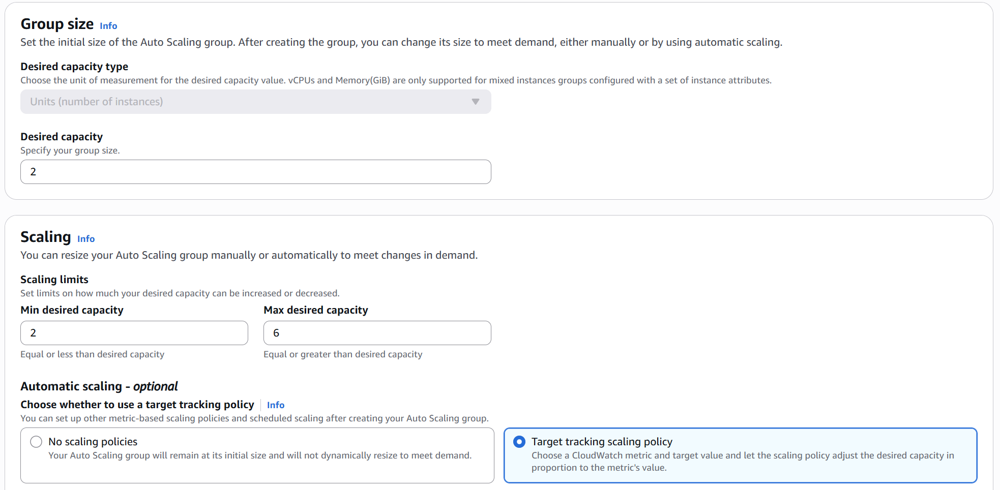 Group size Info
Set the initial size of the Auto Scaling group. After creating the group, you can change its size to meet demand, either manually or by using automatic scaling.
Desired capacity type
Choose the unit of measurement for the desired capacity value. vCPUs and Memory(GiB) are only supported for mixed instances groups configured with a set of instance attributes.
Units (number of instances)
Desired capacity
Specify your group size.
2
Scaling Info
You can resize your Auto Scaling group manually or automatically to meet changes in demand.
Scaling limits
Set limits on how much your desired capacity can be increased or decreased.
Min desired capacity
2
Equal or less than desired capacity
Max desired capacity
6
Equal or greater than desired capacity
Automatic scaling - optional
Choose whether to use a target tracking policy Info
You can set up other metric-based scaling policies and scheduled scaling after creating your Auto Scaling group.
No scaling policies
Your Auto Scaling group will remain at its initial size and will not dynamically resize to meet demand.
Target tracking scaling policy
Choose a CloudWatch metric and target value and let the scaling policy adjust the desired capacity in
proportion to the metric's value.